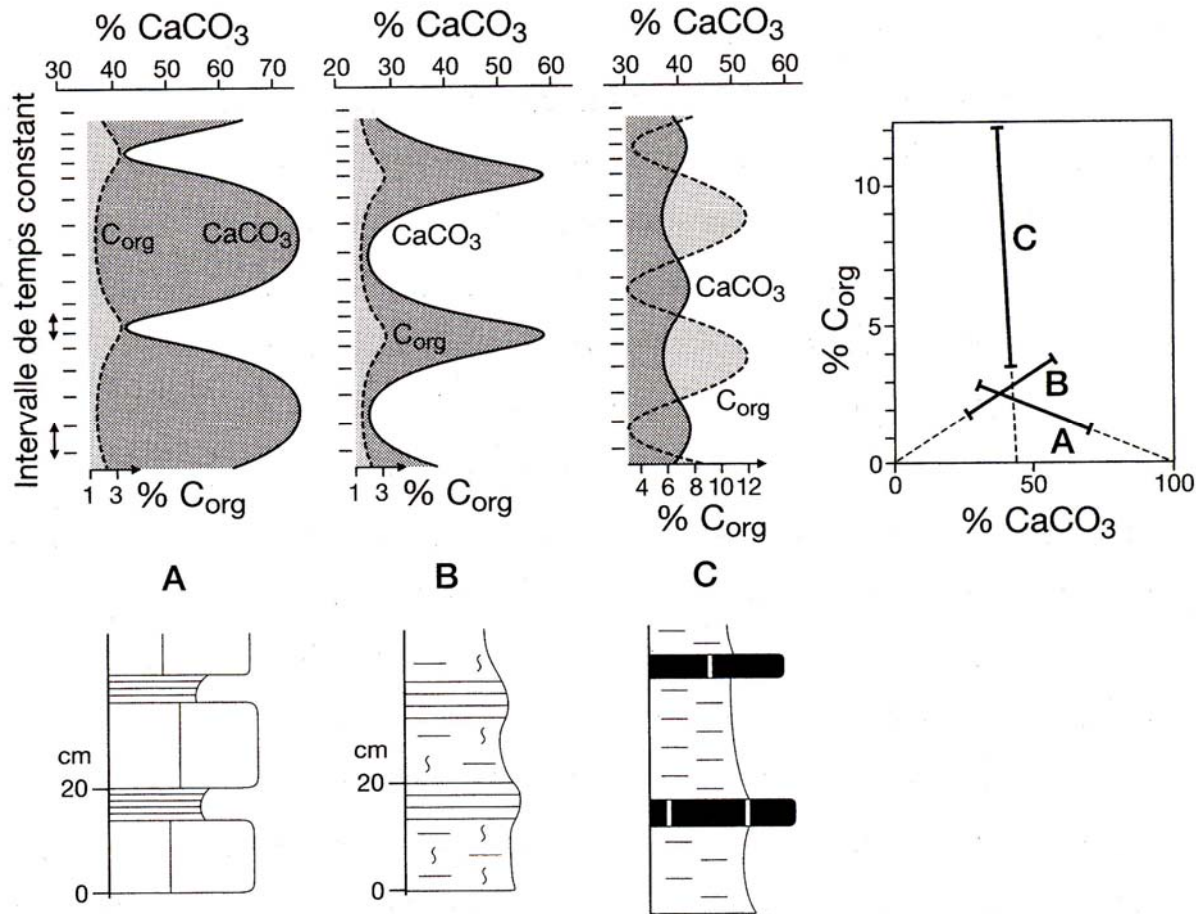 % CaCO3
30 40 50 60 70
% CaCO3
20 30 40 50 60
% CaCO3
30 40 50 60
Intervalle de temps constant
Corg
CaCO3
1 3 % Corg
CaCO3
Corg
1 3 % Corg
CaCO3
Corg
4 6 8 10 12
% Corg
% Corg
10
5
0
C
B
A
0 50 100
% CaCO3
A
B
C
cm
20
0
cm
20
0